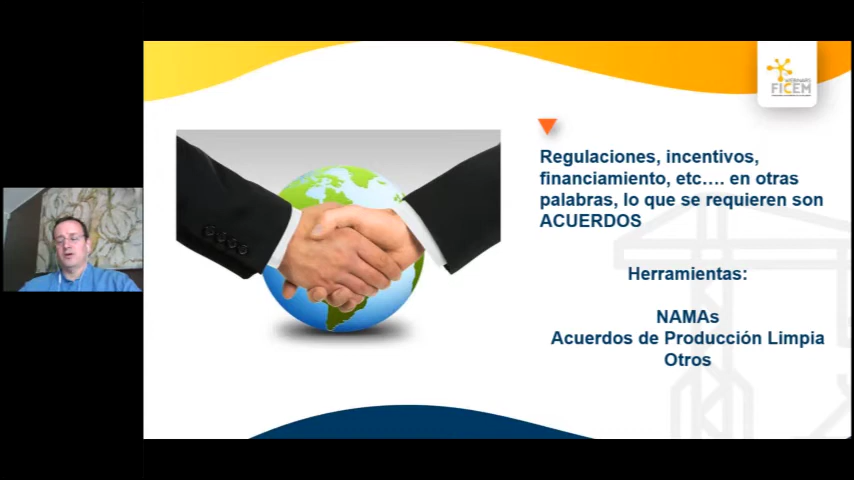 WEBINARS
FICEM
Regulaciones, incentivos,
financiamiento, etc.... en otras
palabras, lo que se requieren son
ACUERDOS
Herramientas:
NAMAs
Acuerdos de Producción Limpia
Otros